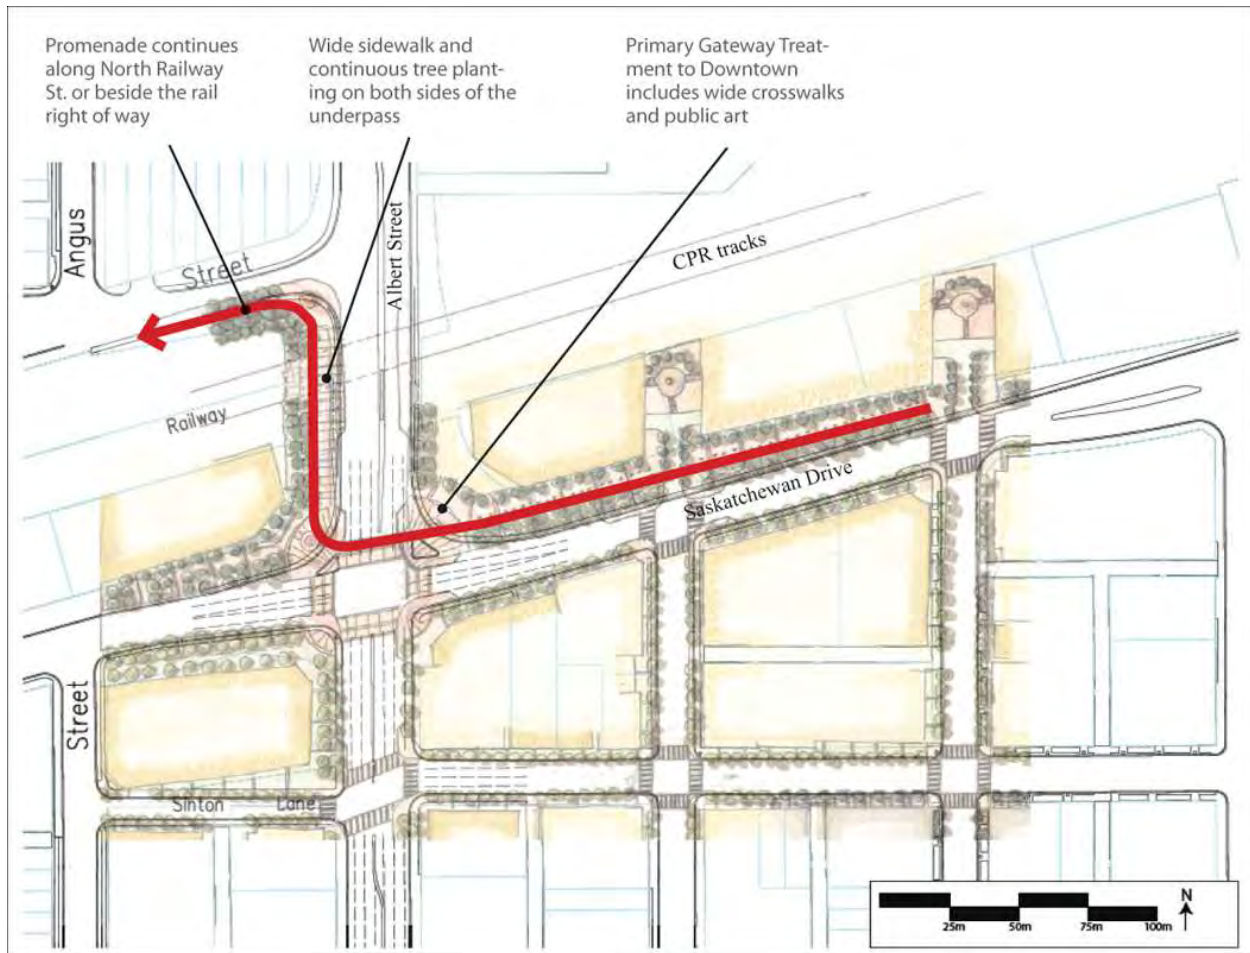 Promenade continues
along North Railway
St. or beside the rail
right of way
Wide sidewalk and
continuous tree plant-
ing on both sides of the
underpass
Primary Gateway Treat-
ment to Downtown
includes wide crosswalks
and public art
Angus
Street
Albert Street
CPR tracks
Railway
Saskatchewan Drive
Street
Sinton Lane
N
25m 50m 75m 100m